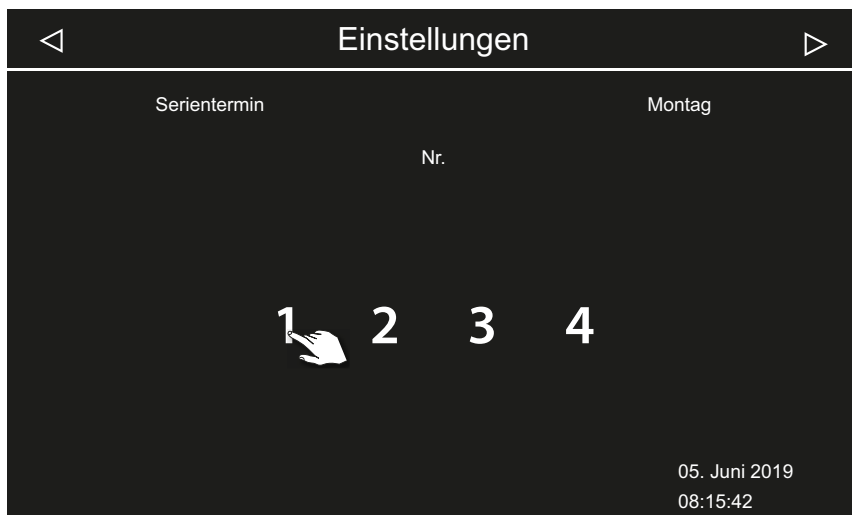 Einstellungen
Serientermin Montag
Nr.
1 2 3 4
05. Juni 2019
08:15:42